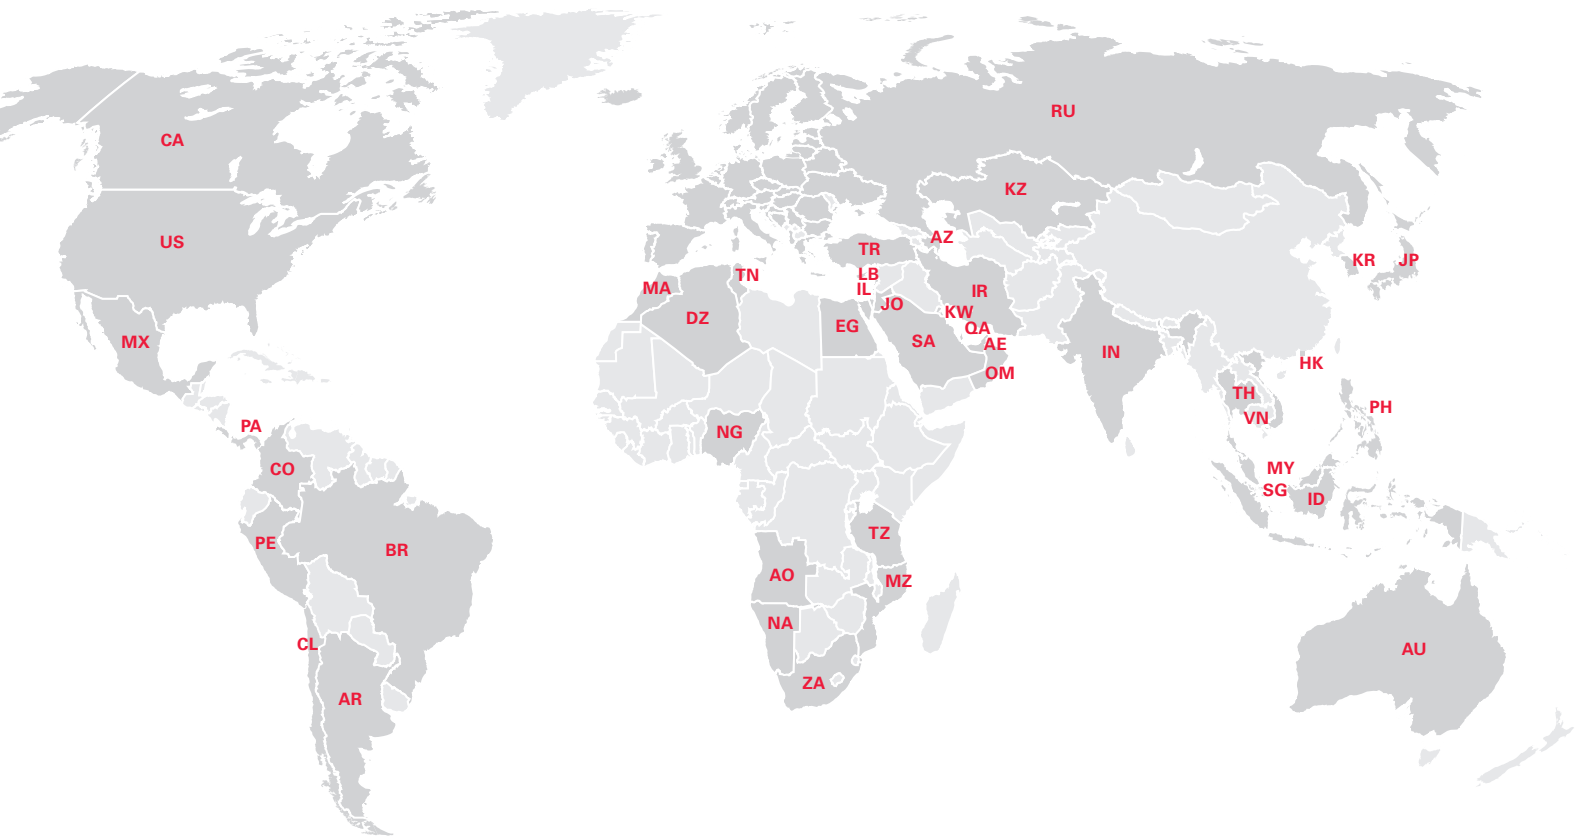 RU
CA
KZ
US
AZ
TR
KR
JP
LB
TN
MA
IL
IR
JO
KW
DZ
EG
QA
SA
MX
AE
IN
HK
OM
TH
PH
VN
PA
NG
CO
MY
SG
ID
TZ
PE
BR
AO
MZ
NA
CL
AU
ZA
AR